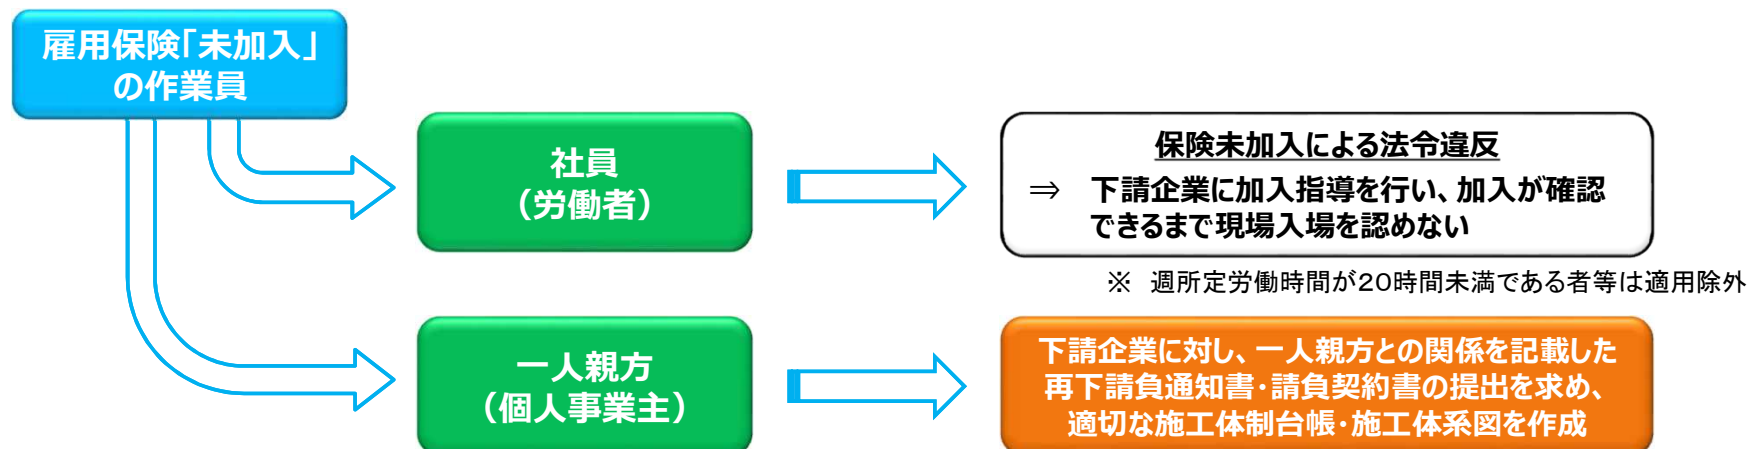 雇用保険「未加入」
の作業員
社員
（労働者）
保険未加入による法令違反
⇒ 下請企業に加入指導を行い、加入が確認
できるまで現場入場を認めない
※ 週所定労働時間が20時間未満である者等は適用除外
一人親方
（個人事業主）
下請企業に対し、一人親方との関係を記載した
再下請負通知書・請負契約書の提出を求め、
適切な施工体制台帳・施工体系図を作成